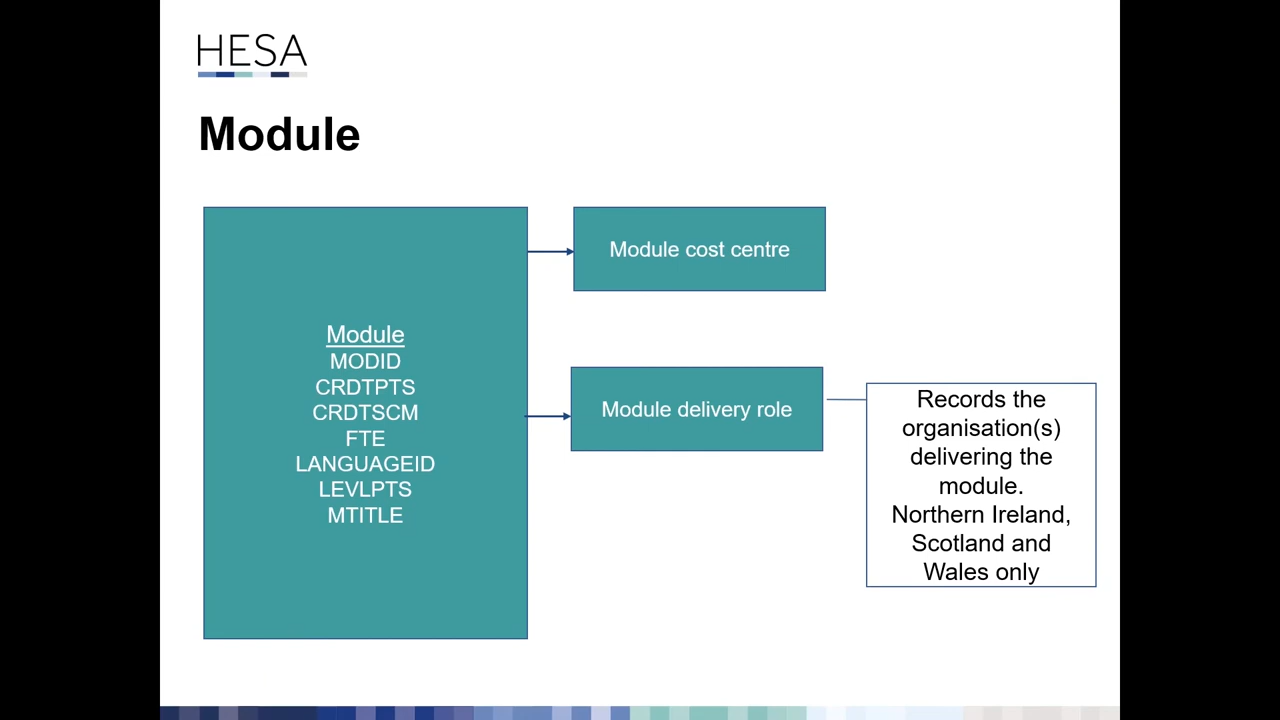 HESA
Module
Module
MODID
CRDTPTS
CRDTSCM
FTE
LANGUAGEID
LEVLPTS
MTITLE
Module cost centre
Module delivery role
Records the
organisation(s)
delivering the
module.
Northern Ireland,
Scotland and
Wales only